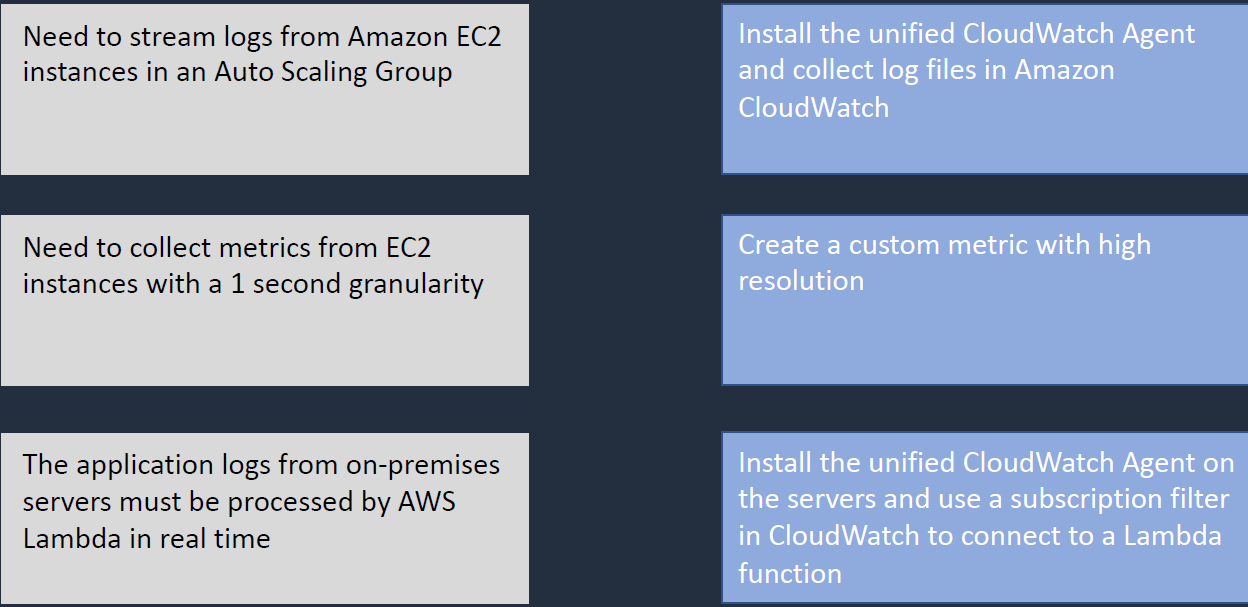 Need to stream logs from Amazon EC2
instances in an Auto Scaling Group
Install the unified CloudWatch Agent
and collect log files in Amazon
CloudWatch
Need to collect metrics from EC2
instances with a 1 second granularity
Create a custom metric with high
resolution
The application logs from on-premises
servers must be processed by AWS
Lambda in real time
Install the unified CloudWatch Agent on
the servers and use a subscription filter
in CloudWatch to connect to a Lambda
function